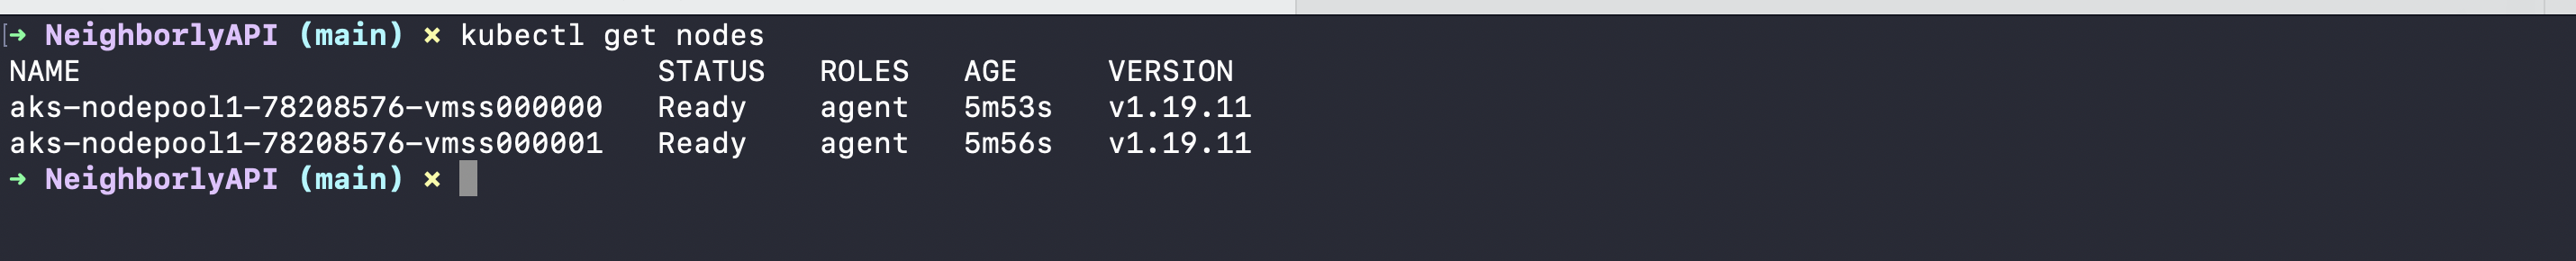 ➜ NeighborlyAPI (main) ✗ kubectl get nodes
NAME STATUS ROLES AGE VERSION
aks-nodepool1-78208576-vmss000000 Ready agent 5m53s v1.19.11
aks-nodepool1-78208576-vmss000001 Ready agent 5m56s v1.19.11
➜ NeighborlyAPI (main) ✗